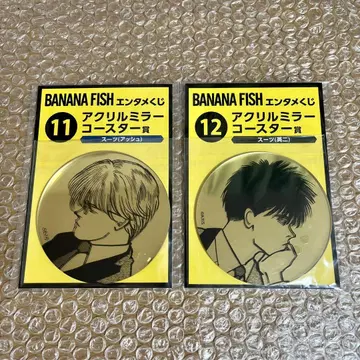 BANANA FISH エンタメくじ
11
アクリルミラー
コースター賞
スーツ(アッシュ)
BANANA FISH エンタメくじ
12
アクリルミラー
コースター賞
スーツ(英二)